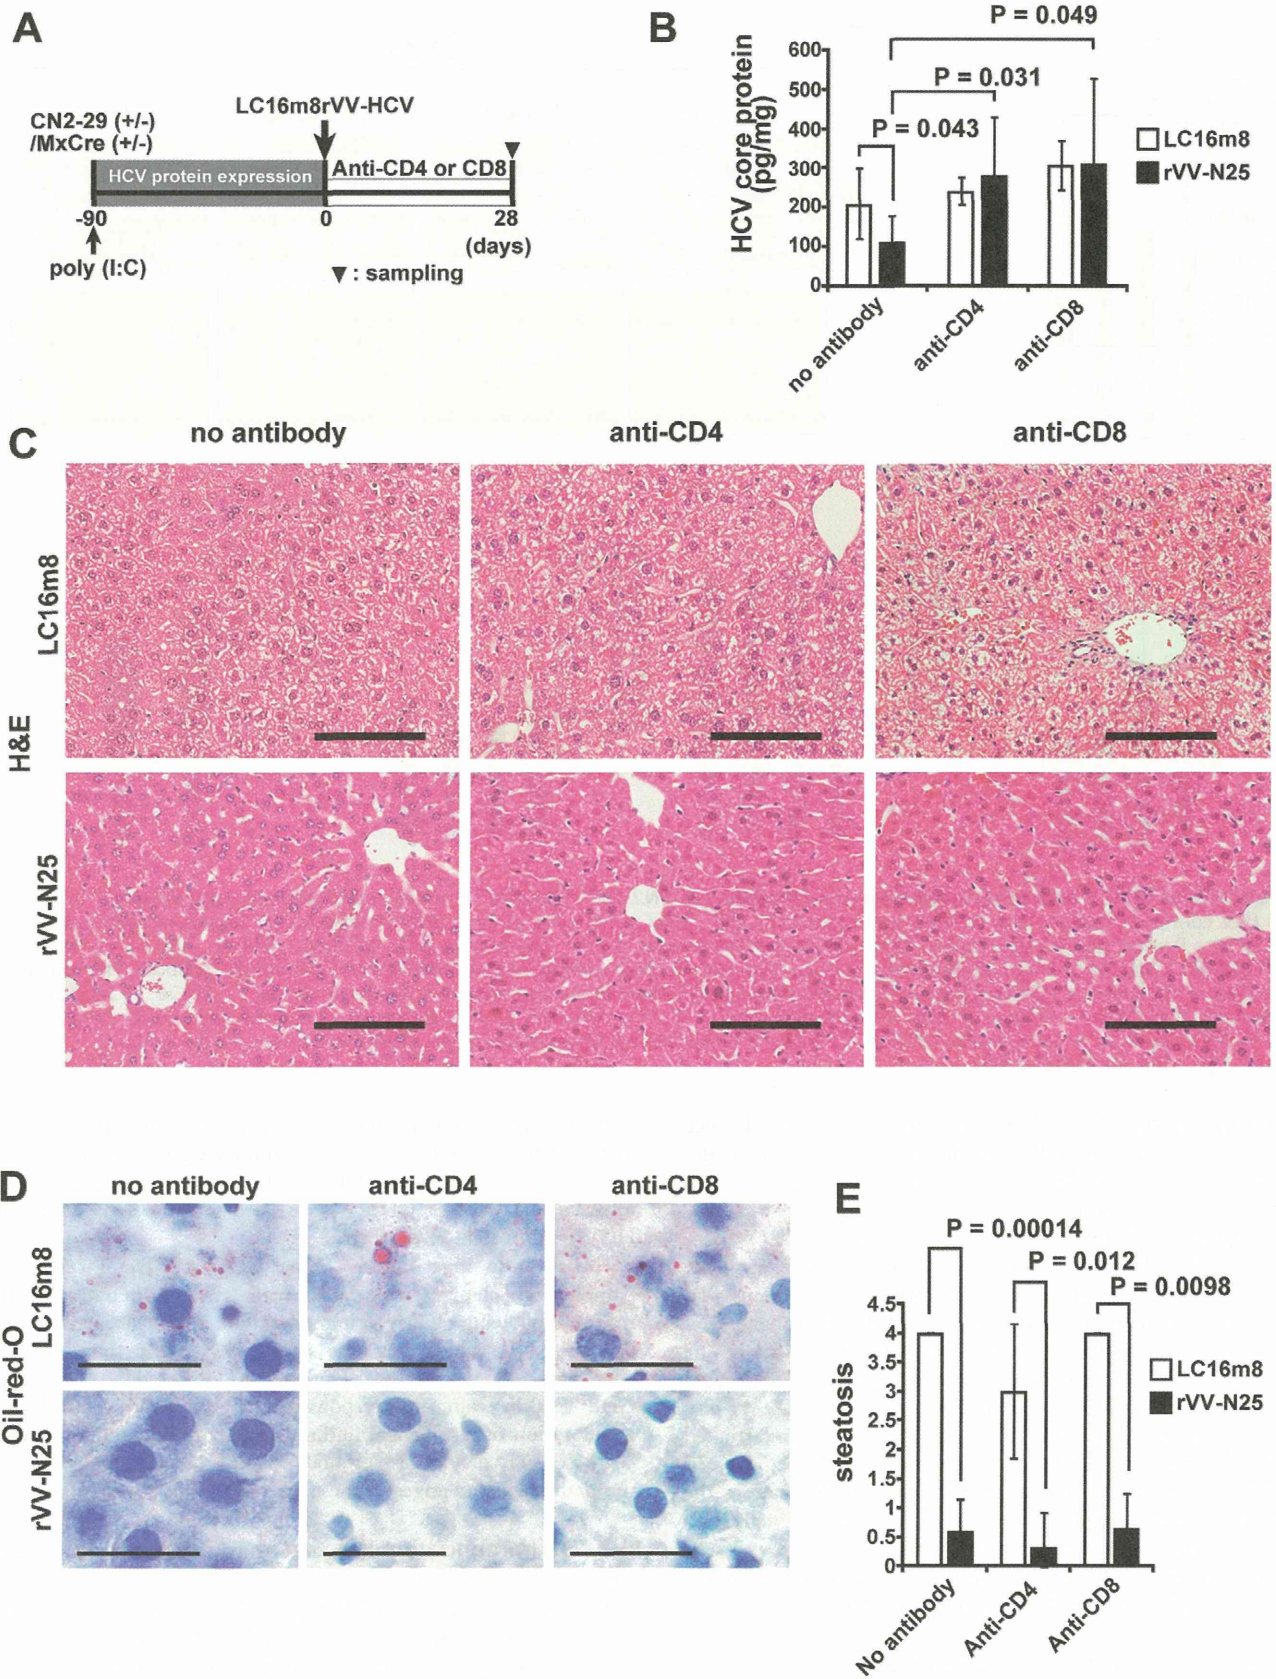 A
LC16m8rVV-HCV
CN2-29 (+/-)
/MxCre (+/-)
HCV protein expression
Anti-CD4 or CD8
-90
0
28
(days)
poly (I:C)
▼: sampling
B
P = 0.049
P = 0.031
P = 0.043
HCV core protein
(pg/mg)
600
500
400
300
200
100
0
no antibody
anti-CD4
anti-CD8
LC16m8
rVV-N25
C
no antibody
anti-CD4
anti-CD8
H&E
LC16m8
rVV-N25
D
no antibody
anti-CD4
anti-CD8
Oil-red-O
LC16m8
rVV-N25
E
P = 0.00014
P = 0.012
P = 0.0098
steatosis
4.5
4
3.5
3
2.5
2
1.5
1
0.5
0
No antibody
Anti-CD4
Anti-CD8
LC16m8
rVV-N25